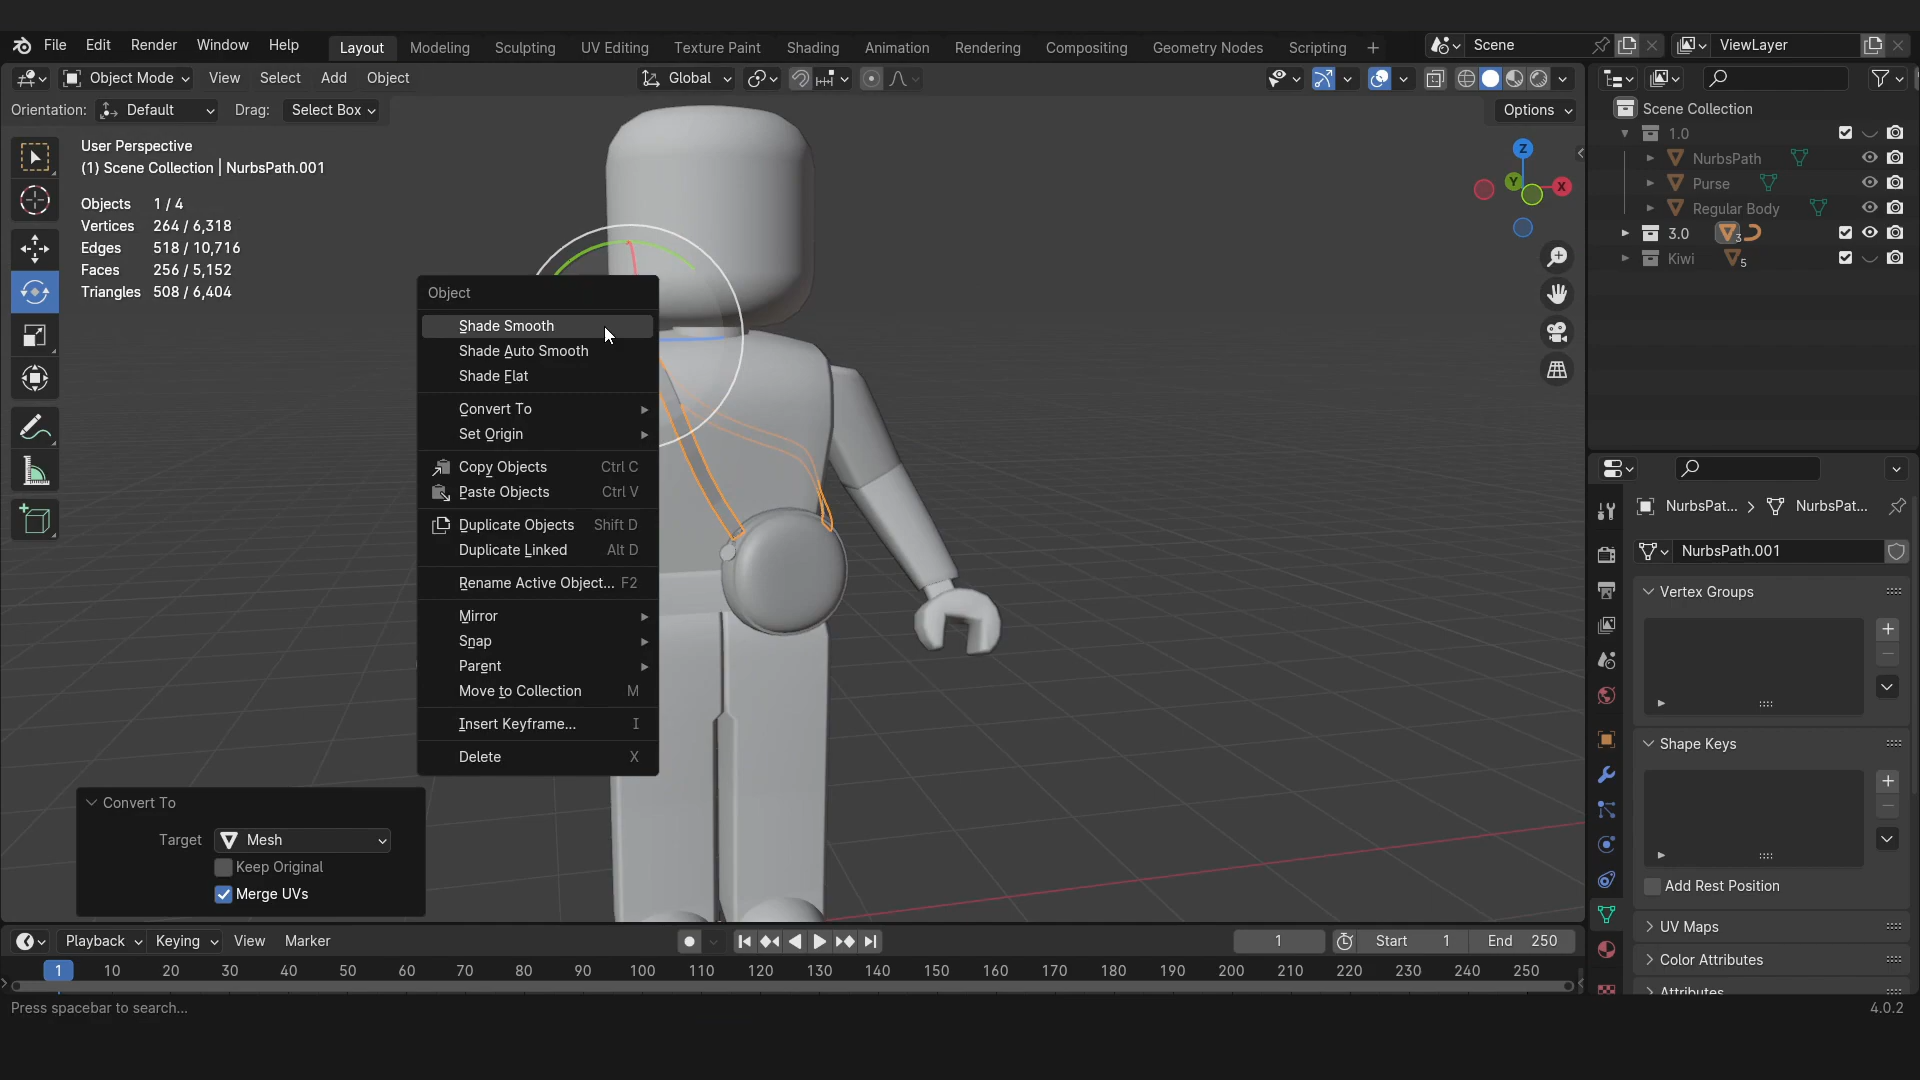 File Edit Render Window Help Layout Modeling Sculpting UV Editing Texture Paint Shading Animation Rendering Compositing Geometry Nodes Scripting Scene ViewLayer
Object Mode View Select Add Object Global
Orientation: Default Drag: Select Box Options
User Perspective
(1) Scene Collection | NurbsPath.001
Objects 1 / 4
Vertices 264 / 6,318
Edges 518 / 10,716
Faces 256 / 5,152
Triangles 508 / 6,404
Z
Y
X
Object
Shade Smooth
Shade Auto Smooth
Shade Flat
Convert To
Set Origin
Copy Objects Ctrl C
Paste Objects Ctrl V
Duplicate Objects Shift D
Duplicate Linked Alt D
Rename Active Object... F2
Mirror
Snap
Parent
Move to Collection M
Insert Keyframe... I
Delete X
Convert To
Target Mesh
Keep Original
Merge UVs
Scene Collection
1.0
NurbsPath
Purse
Regular Body
3.0 3
Kiwi 5
NurbsPat... NurbsPat...
NurbsPath.001
Vertex Groups
Shape Keys
Add Rest Position
UV Maps
Color Attributes
Attributes
Playback Keying View Marker 1 Start 1 End 250
1 10 20 30 40 50 60 70 80 90 100 110 120 130 140 150 160 170 180 190 200 210 220 230 240 250
Press spacebar to search... 4.0.2